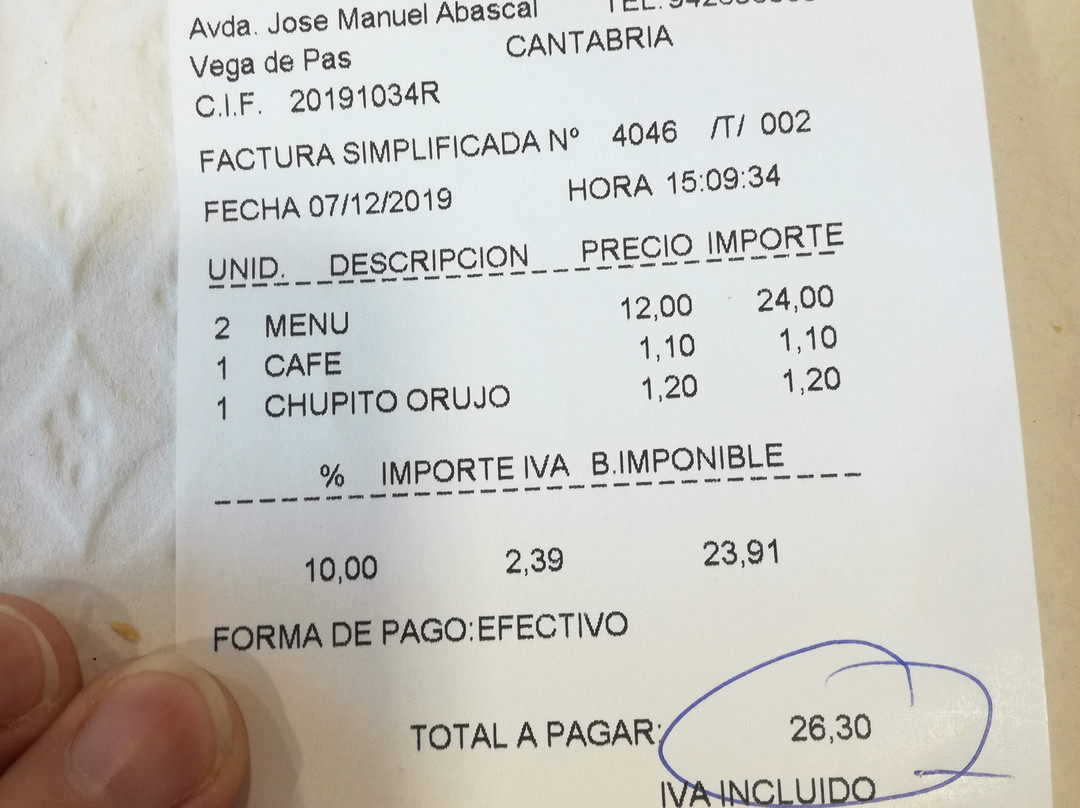 Avda. Jose Manuel Abascal TEL.
Vega de Pas CANTABRIA
C.I.F. 20191034R
FACTURA SIMPLIFICADA Nº 4046 /T/ 002
FECHA 07/12/2019 HORA 15:09:34
UNID. DESCRIPCION PRECIO IMPORTE
2 MENU 12,00 24,00
1 CAFE 1,10 1,10
1 CHUPITO ORUJO 1,20 1,20
% IMPORTE IVA B.IMPONIBLE
10,00 2,39 23,91
FORMA DE PAGO:EFECTIVO
TOTAL A PAGAR: 26,30
IVA INCLUIDO